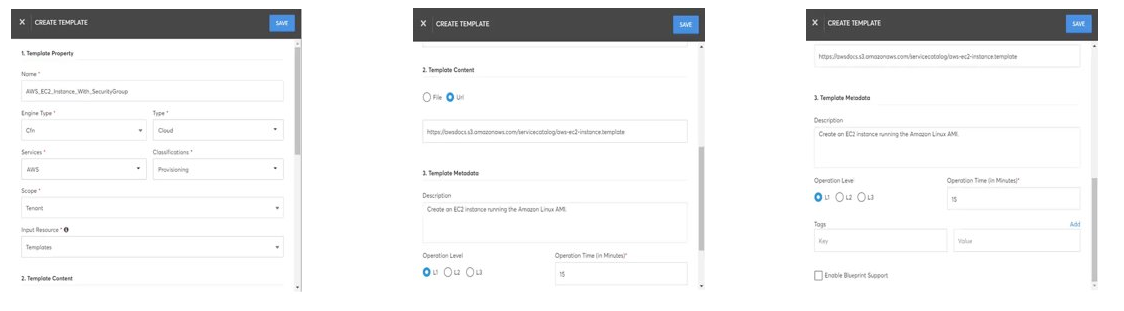 X CREATE TEMPLATE SAVE
1. Template Property
Name *
AWS_EC2_Instance_With_SecurityGroup
Engine Type * Type *
Cfn Cloud
Services * Classifications *
AWS Provisioning
Scope *
Tenant
Input Resource *
Templates
2. Template Content
X CREATE TEMPLATE SAVE
2. Template Content
File Url
https://awsdocs.s3.amazonaws.com/servicecatalog/aws-ec2-instance.template
3. Template Metadata
Description
Create an EC2 instance running the Amazon Linux AMI.
Operation Level Operation Time (in Minutes)*
L1 L2 L3 15
X CREATE TEMPLATE SAVE
https://awsdocs.s3.amazonaws.com/servicecatalog/aws-ec2-instance.template
3. Template Metadata
Description
Create an EC2 instance running the Amazon Linux AMI.
Operation Level Operation Time (in Minutes)*
L1 L2 L3 15
Tags Add
Key Value
Enable Blueprint Support